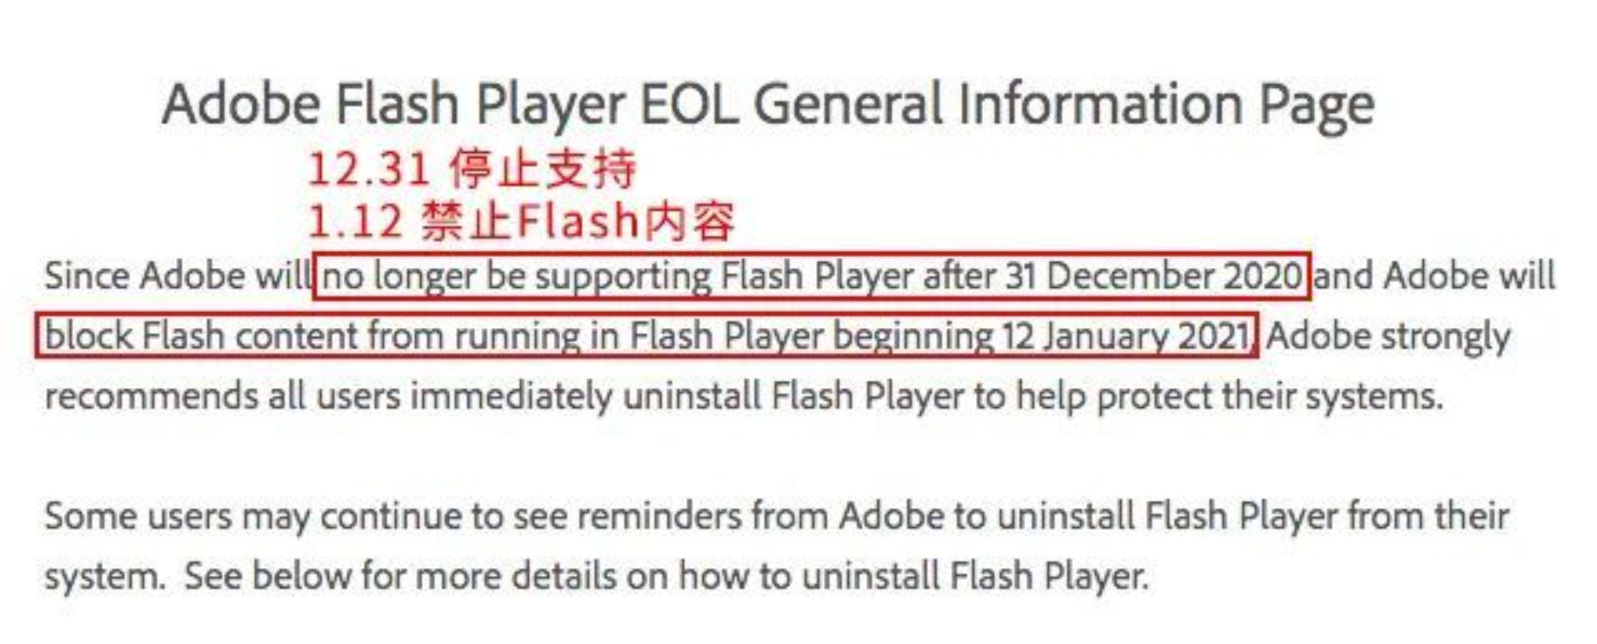 Adobe Flash Player EOL General Information Page
12.31 停止支持
1.12 禁止Flash内容
Since Adobe will no longer be supporting Flash Player after 31 December 2020 and Adobe will
block Flash content from running in Flash Player beginning 12 January 2021, Adobe strongly
recommends all users immediately uninstall Flash Player to help protect their systems.
Some users may continue to see reminders from Adobe to uninstall Flash Player from their
system. See below for more details on how to uninstall Flash Player.